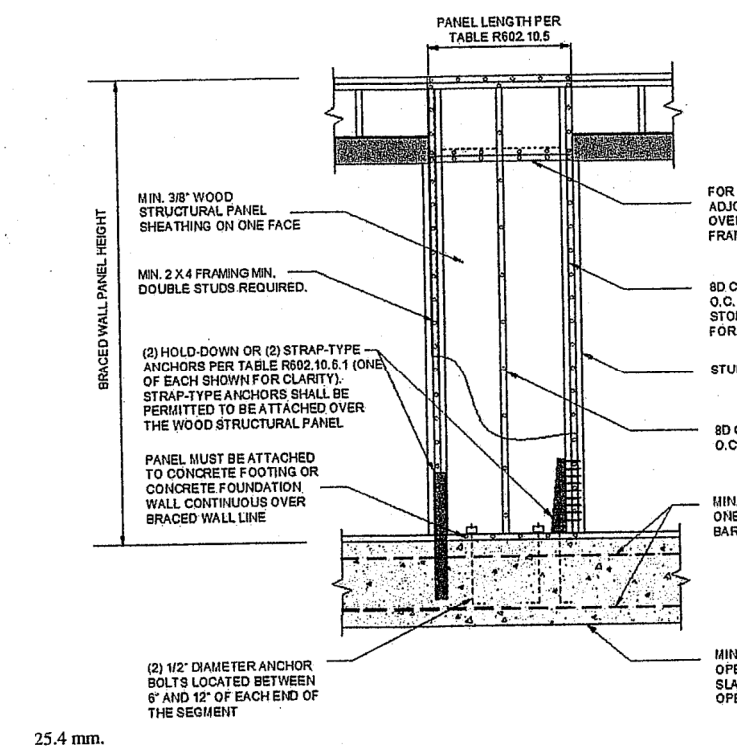 PANEL LENGTH PER
TABLE R602.10.5
BRACED WALL PANEL HEIGHT
MIN. 3/8" WOOD
STRUCTURAL PANEL
SHEATHING ON ONE FACE
MIN. 2 X 4 FRAMING MIN.
DOUBLE STUDS REQUIRED.
(2) HOLD-DOWN OR (2) STRAP-TYPE
ANCHORS PER TABLE R602.10.6.1 (ONE
OF EACH SHOWN FOR CLARITY).
STRAP-TYPE ANCHORS SHALL BE
PERMITTED TO BE ATTACHED OVER
THE WOOD STRUCTURAL PANEL
PANEL MUST BE ATTACHED
TO CONCRETE FOOTING OR
CONCRETE FOUNDATION
WALL CONTINUOUS OVER
BRACED WALL LINE
(2) 1/2" DIAMETER ANCHOR
BOLTS LOCATED BETWEEN
6" AND 12" OF EACH END OF
THE SEGMENT
FOR
ADJO
OVE
FRA
8D C
O.C.
STO
FOR
STU
8D C
O.C
MIN.
ONE
BAR
MIN
OPE
SLA
OPE
25.4 mm.